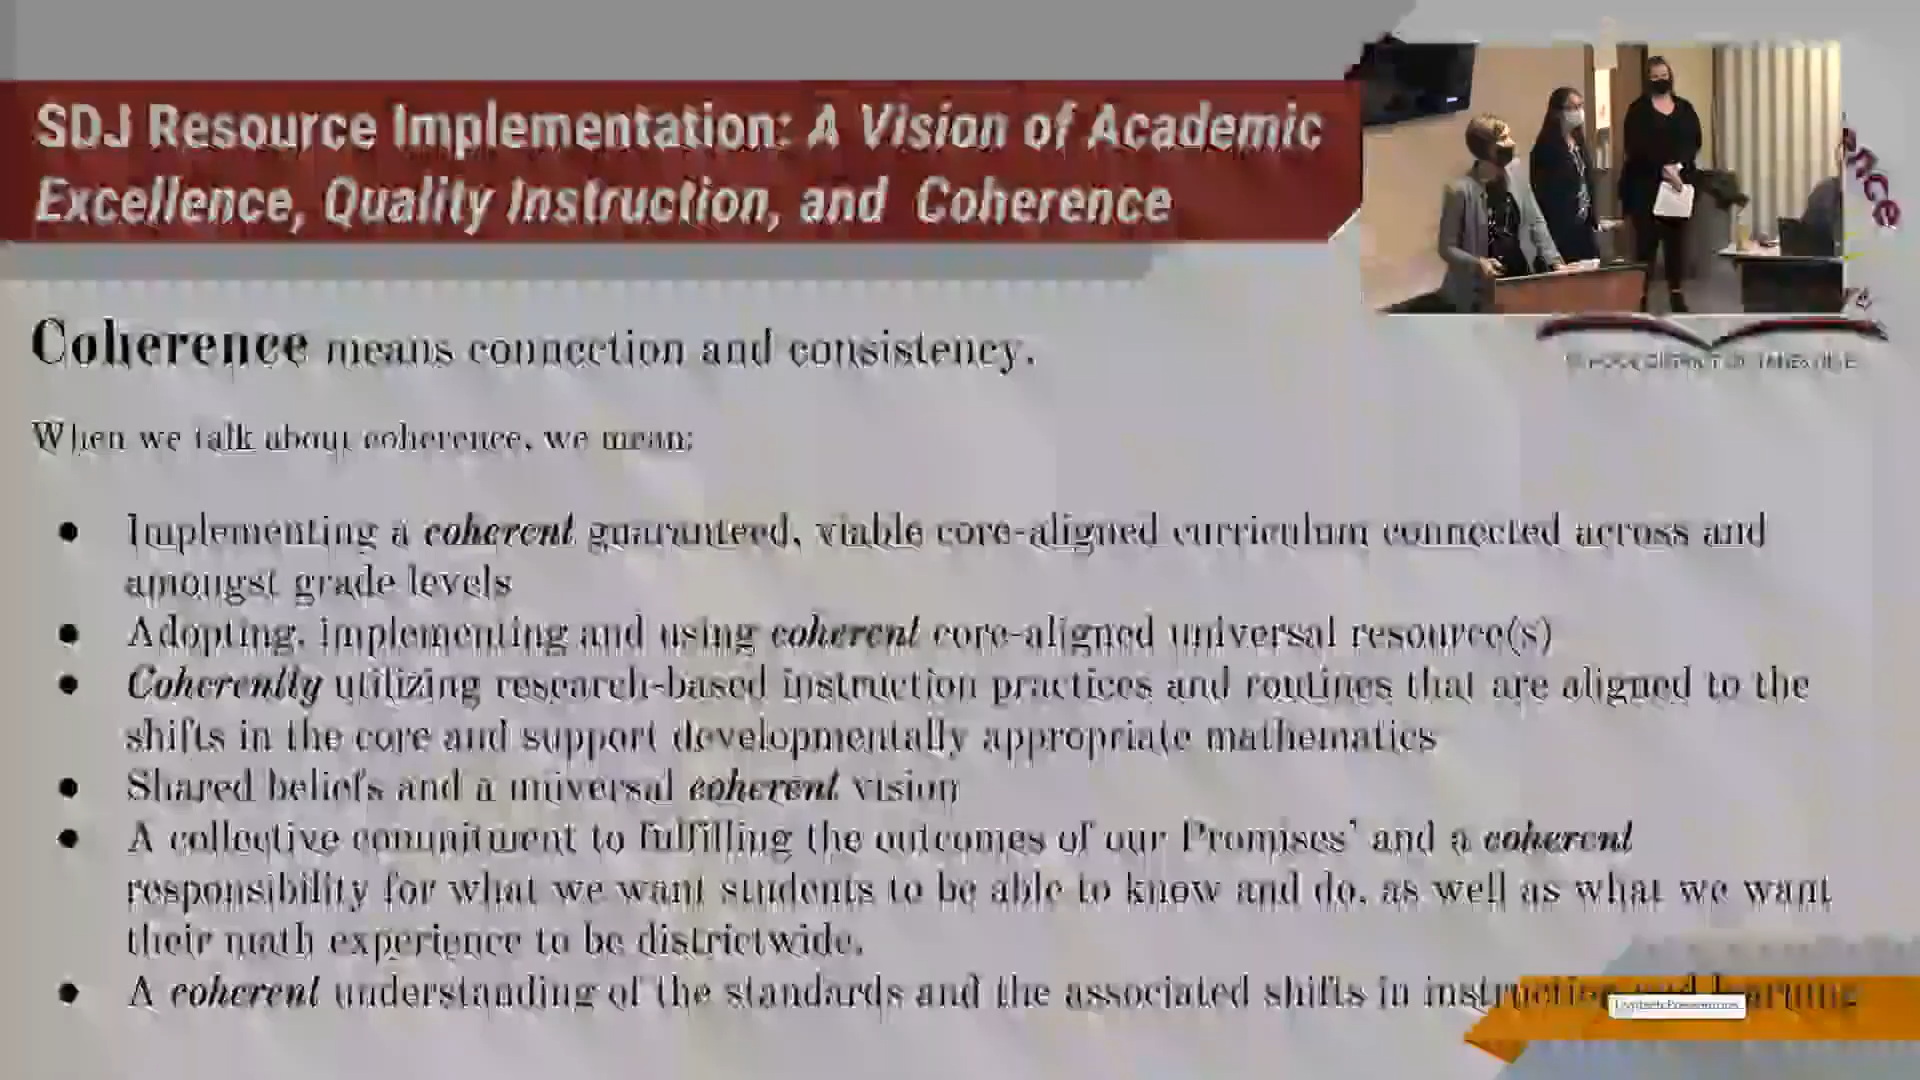 SDJ Resource Implementation: A Vision of Academic
Excellence, Quality Instruction, and Coherence
Coherence means connection and consistency.
When we talk about coherence, we mean:
● Implementing a coherent guaranteed, viable core-aligned curriculum connected across and
amongst grade levels
● Adopting, implementing and using coherent core-aligned universal resource(s)
● Coherently utilizing research-based instruction practices and routines that are aligned to the
shifts in the core and support developmentally appropriate mathematics
● Shared beliefs and a universal coherent vision
● A collective commitment to fulfilling the outcomes of our Promises' and a coherent
responsibility for what we want students to be able to know and do, as well as what we want
their math experience to be districtwide.
● A coherent understanding of the standards and the associated shifts in instruction and learning
SCHOOL DISTRICT OF JANESVILLE